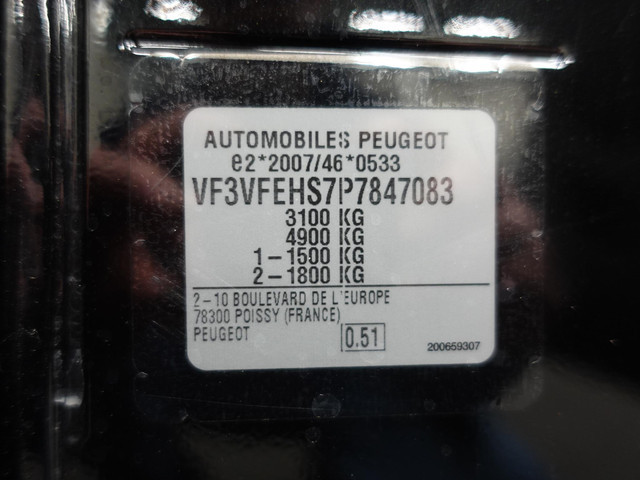 AUTOMOBILES PEUGEOT
e2*2007/46*0533
VF3VFEHS7P7847083
3100 KG
4900 KG
1-1500 KG
2-1800 KG
2-10 BOULEVARD DE L'EUROPE
78300 POISSY (FRANCE)
PEUGEOT
0.51
200659307